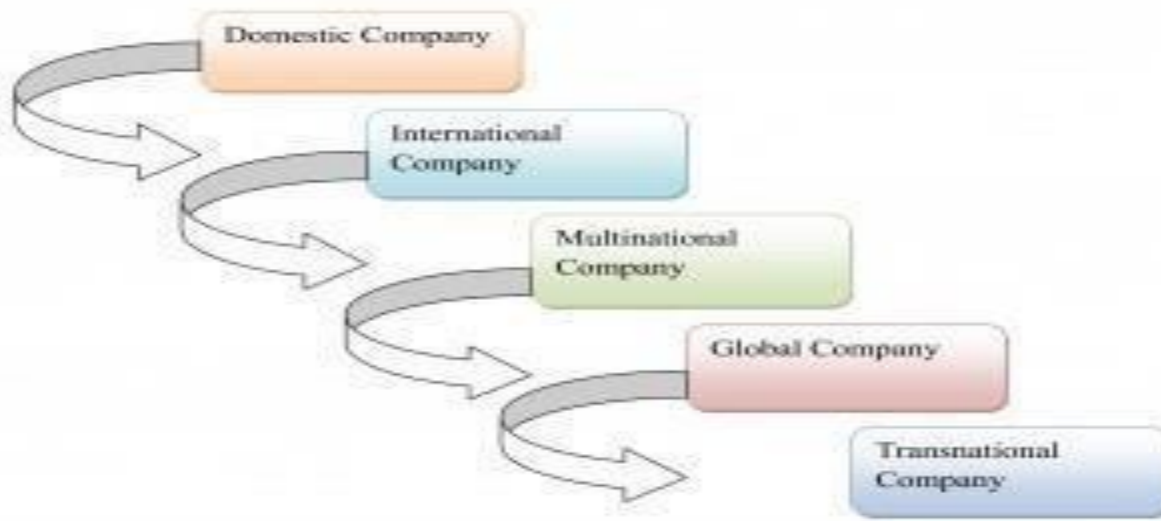 Domestic Company
International
Company
Multinational
Company
Global Company
Transnational
Company